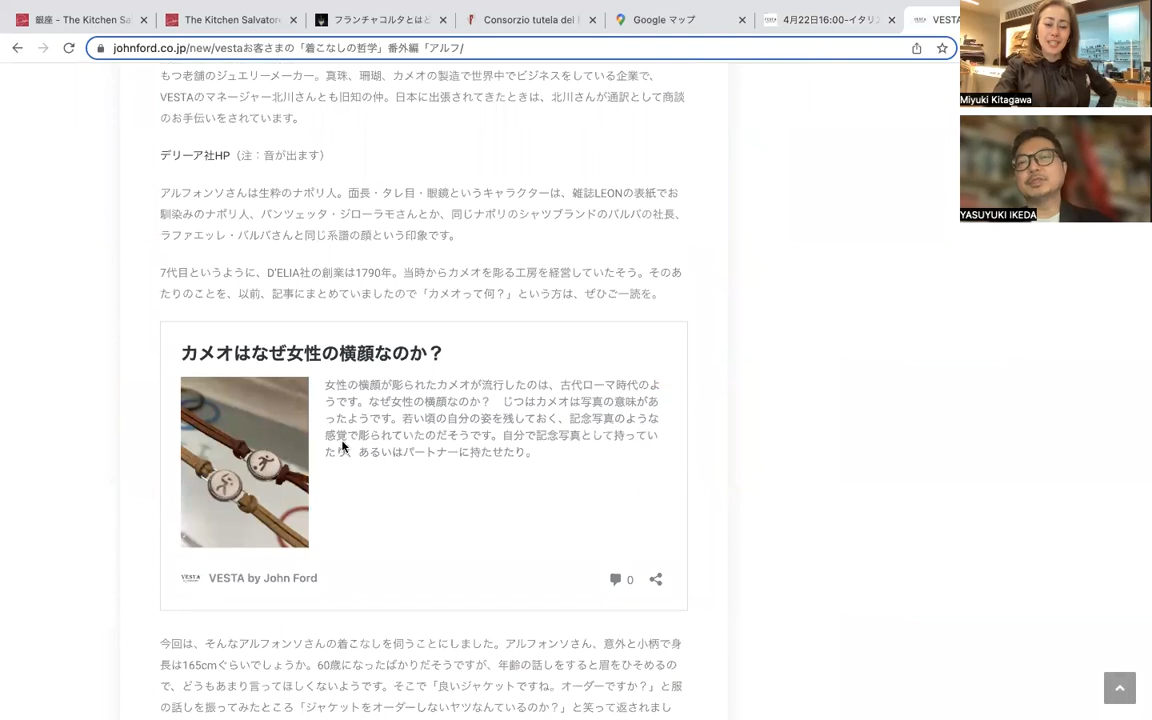 銀座 – The Kitchen Sa
The Kitchen Salvator
フランチャコルタとはと
Consorzio tutela del
Google マップ
4月22日16:00-イタリ
VESTA
johnford.co.jp/new/vestaお客さまの「着こなしの哲学」番外編「アルフ/
Miyuki Kitagawa
YASUYUKI IKEDA
もつ老舗のジュエリーメーカー。真珠、珊瑚、カメオの製造で世界中でビジネスをしている企業で、
VESTAのマネージャー北川さんとも旧知の仲。日本に出張されてきたときは、北川さんが通訳として商談
のお手伝いをされています。
デリーア社HP（注：音が出ます）
アルフォンソさんは生粋のナポリ人。面長・タレ目・眼鏡というキャラクターは、雑誌LEONの表紙でお
馴染みのナポリ人、パンツェッタ・ジローラモさんとか、同じナポリのシャツブランドのバルバの社長、
ラファエッレ・バルバさんと同じ系譜の顔という印象です。
7代目というように、D'ELIA社の創業は1790年。当時からカメオを彫る工房を経営していたそう。そのあ
たりのことを、以前、記事にまとめていましたので「カメオって何？」という方は、ぜひご一読を。
カメオはなぜ女性の横顔なのか？
女性の横顔が彫られたカメオが流行したのは、古代ローマ時代のよ
うです。なぜ女性の横顔なのか？　じつはカメオは写真の意味があ
ったようです。若い頃の自分の姿を残しておく、記念写真のような
感覚で彫られていたのだそうです。自分で記念写真として持ってい
たり、あるいはパートナーに持たせたり。
VESTA
VESTA by John Ford
0
今回は、そんなアルフォンソさんの着こなしを伺うことにしました。アルフォンソさん、意外と小柄で身
長は165cmぐらいでしょうか。60歳になったばかりだそうですが、年齢の話しをすると眉をひそめるの
で、どうもあまり言ってほしくないようです。そこで「良いジャケットですね。オーダーですか？」と服
の話しを振ってみたところ「ジャケットをオーダーしないヤツなんているのか？」と笑って返されまし